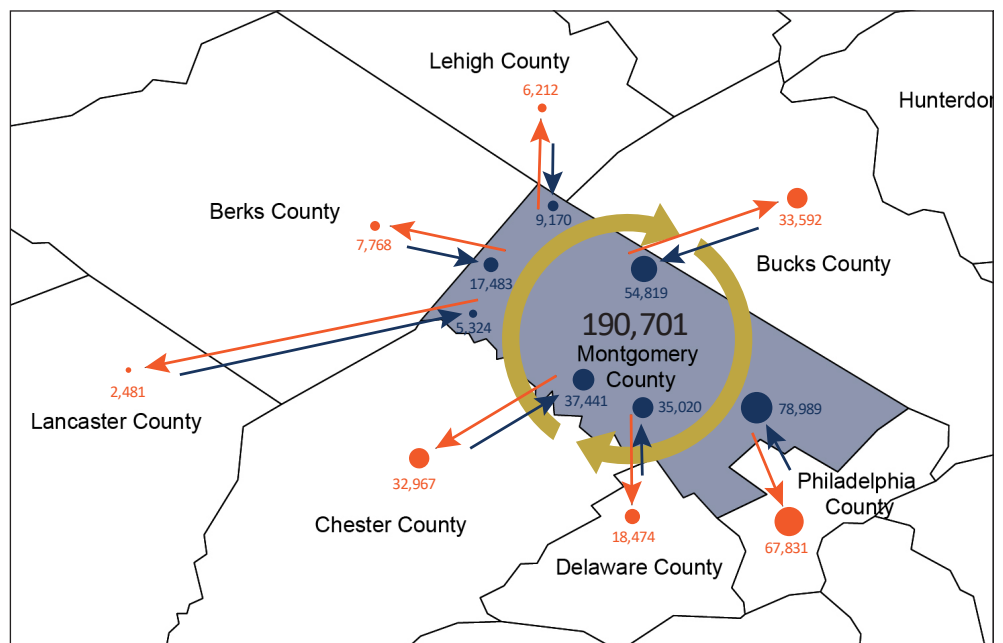 Lehigh County
6,212
Hunterdor
9,170
Berks County
7,768
33,592
Bucks County
17,483
54,819
5,324
190,701
Montgomery
County
2,481
Lancaster County
37,441
35,020
78,989
32,967
Philadelphia
County
Chester County
18,474
67,831
Delaware County